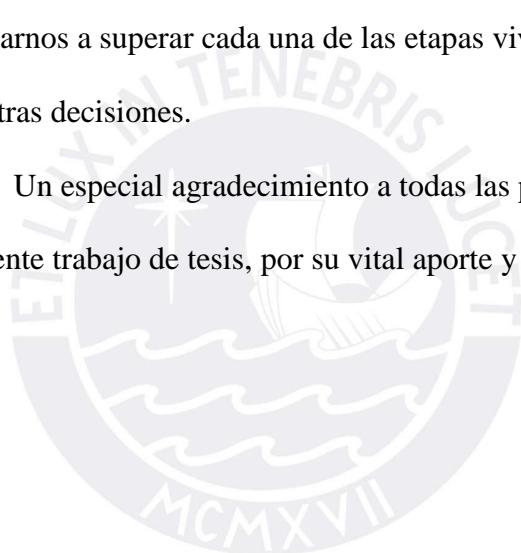 arnos a superar cada una de las etapas
tras decisiones.
Un especial agradecimiento a todas las
ente trabajo de tesis, por su vital aporte y
ET LUX IN TENEBRIS LUCET
MCMXVII